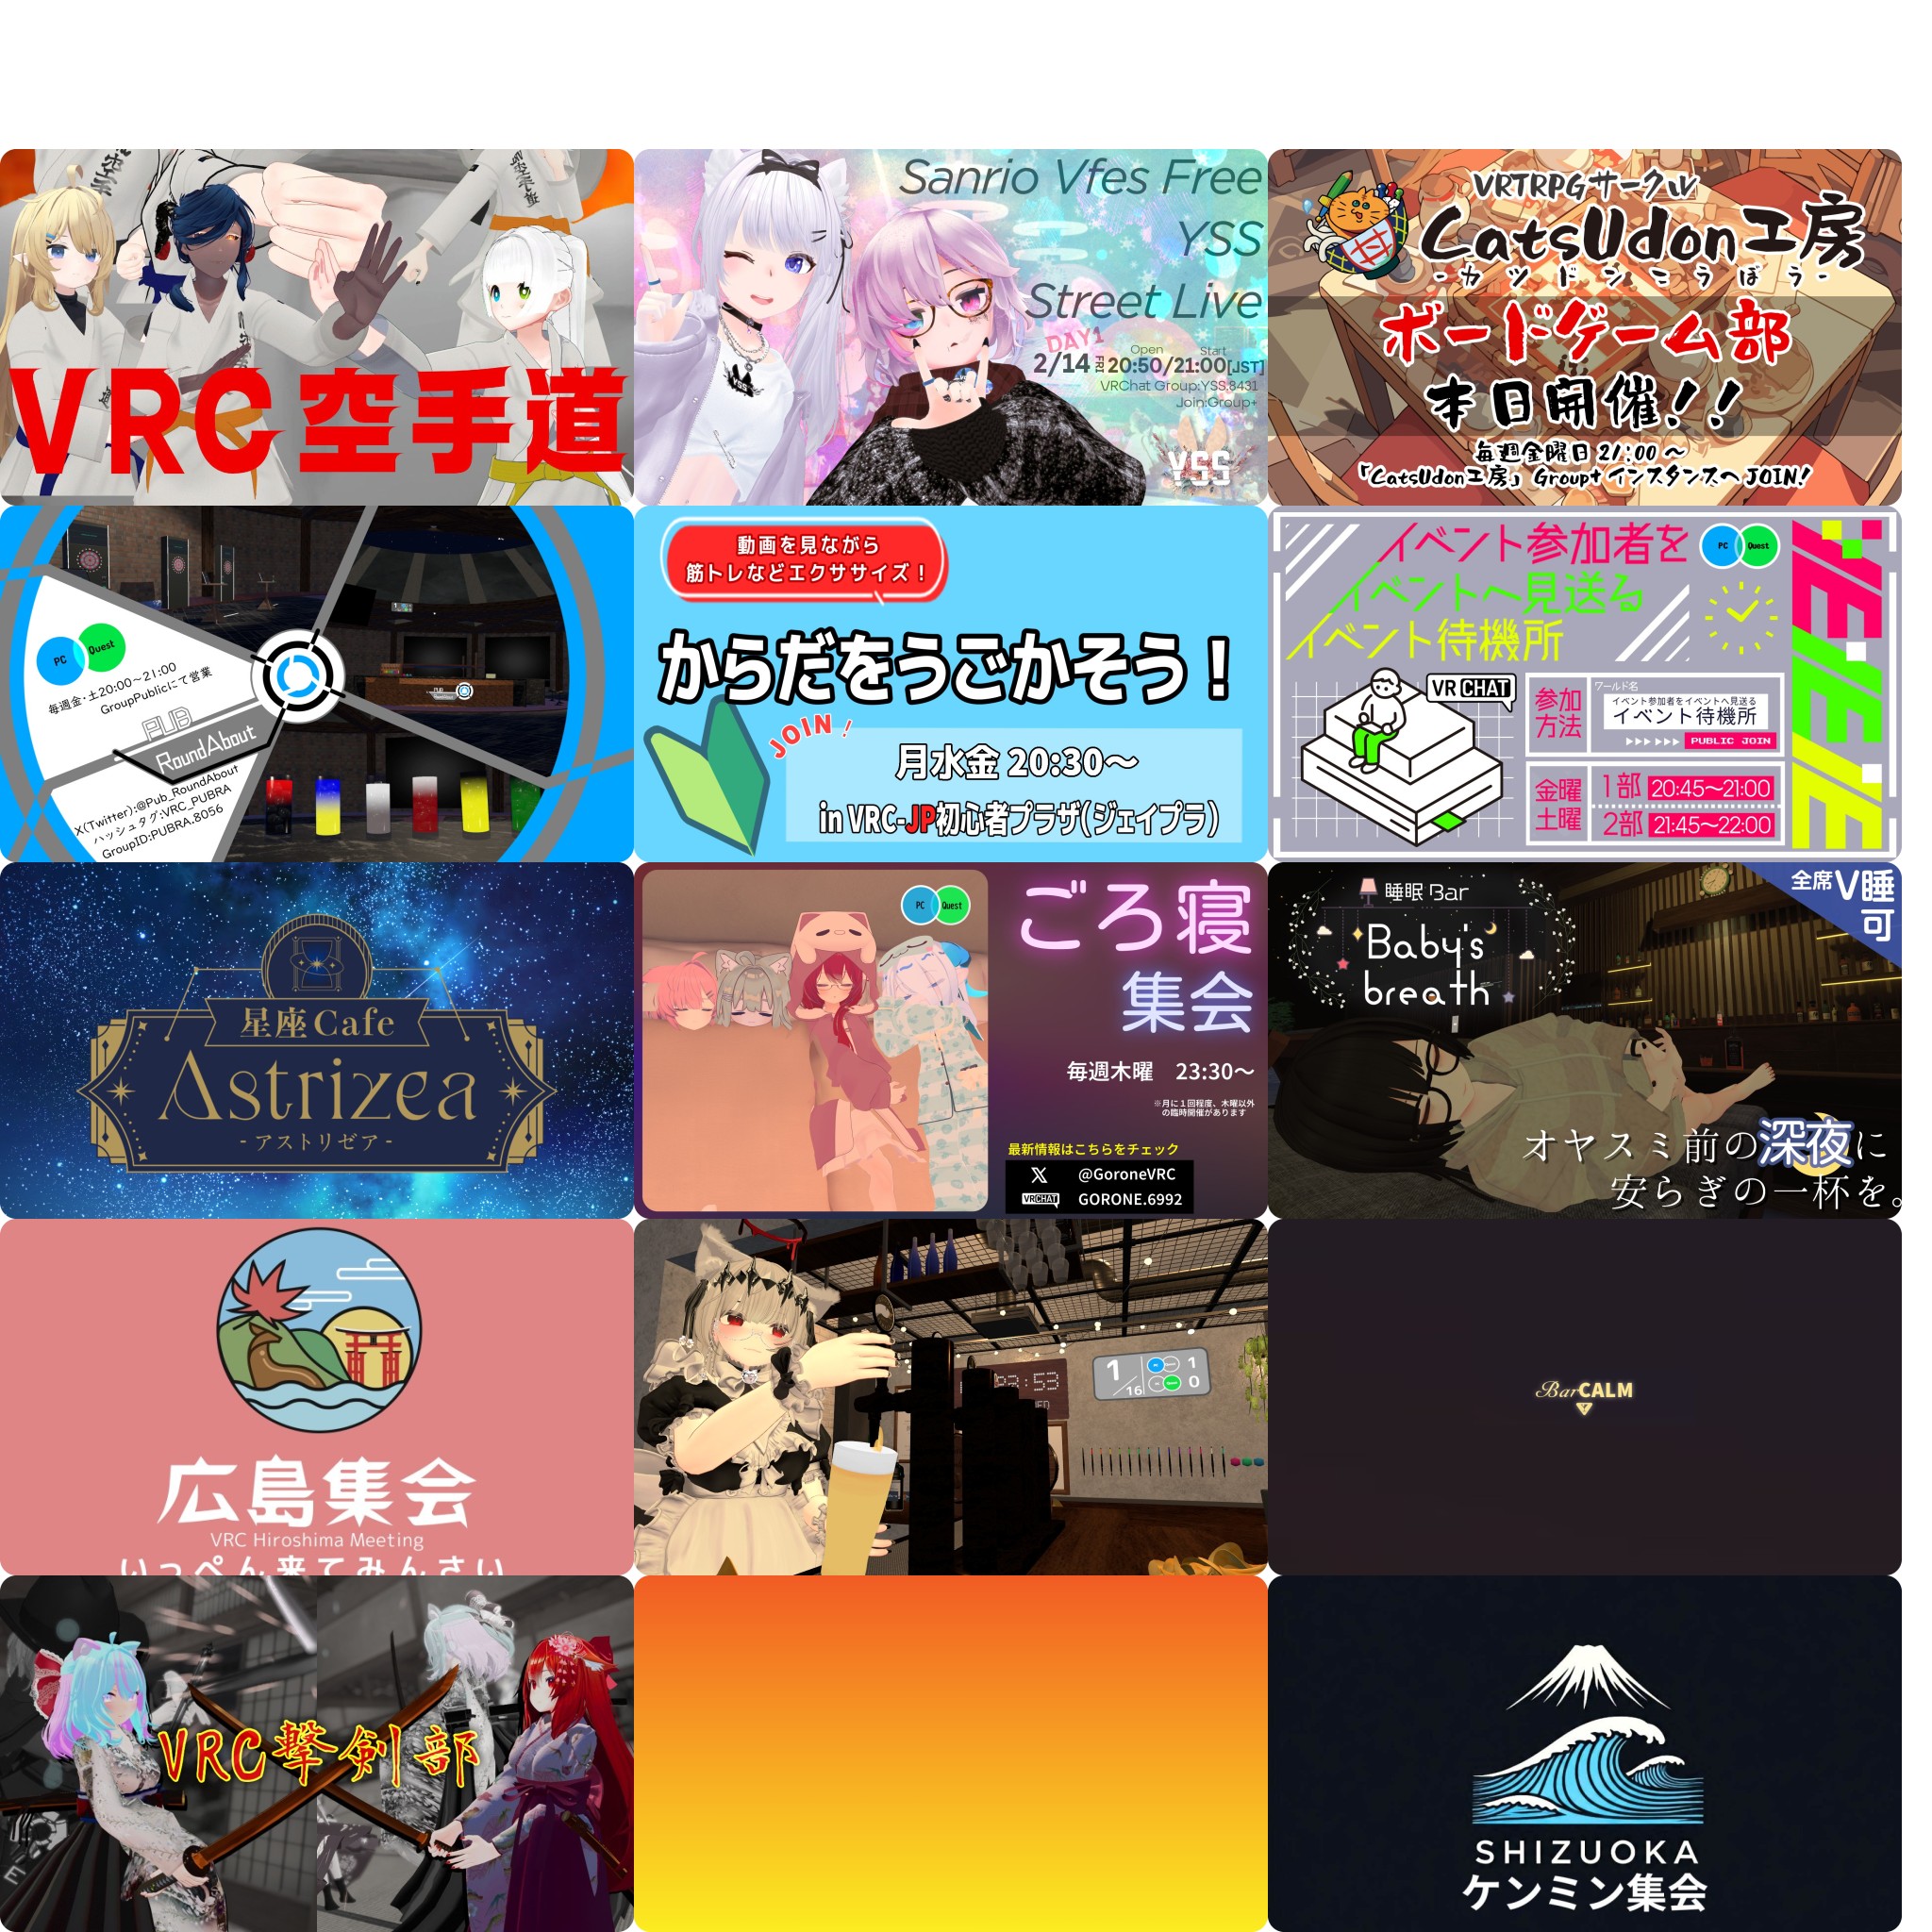 VRC空手道
Sanrio Vfes Free
YSS
Street Live
DAY1
Open
Start
2/14 FRI 20:50/21:00[JST]
VRChat Group:YSS.8431
Join:Group+
YSS
VRTRPGサークル
CatsUdon工房
-カツドンこうぼう-
ボードゲーム部
本日開催!!
毎週金曜日 21:00～
「CatsUdon工房」Group+インスタンスへJOIN!
PC
Quest
毎週金・土20:00～21:00
GroupPublicにて営業
PUB
RoundAbout
X(Twitter):@Pub_RoundAbout
ハッシュタグ:VRC_PUBRA
GroupID:PUBRA.8056
動画を見ながら
筋トレなどエクササイズ！
からだをうごかそう！
JOIN！
月水金 20:30～
in VRC-JP初心者プラザ(ジェイプラ)
イベント参加者を
イベントへ見送る
イベント待機所
PC
Quest
VRCHAT
参加
方法
ワールド名
イベント参加者をイベントへ見送る
イベント待機所
PUBLIC JOIN
金曜
土曜
1部 20:45～21:00
2部 21:45～22:00
星座Cafe
Astrizea
-アストリゼア-
PC
Quest
ごろ寝
集会
毎週木曜 23:30～
※月に１回程度、木曜以外
の臨時開催があります
最新情報はこちらをチェック
X @GoroneVRC
VRCHAT GORONE.6992
睡眠Bar
Baby's
breath
全席V睡
可
オヤスミ前の深夜に
安らぎの一杯を。
広島集会
VRC Hiroshima Meeting
いっぺん来てみんさい
1
16
1
0
Bar CALM
VRC撃剣部
SHIZUOKA
ケンミン集会